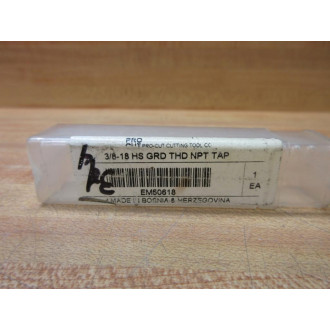 PRO
PRO-CUT CUTTING TOOL CO
3/8-18 HS GRD THD NPT TAP
1
EM50618
EA
MADE BOSNIA & HERZEGOVINA